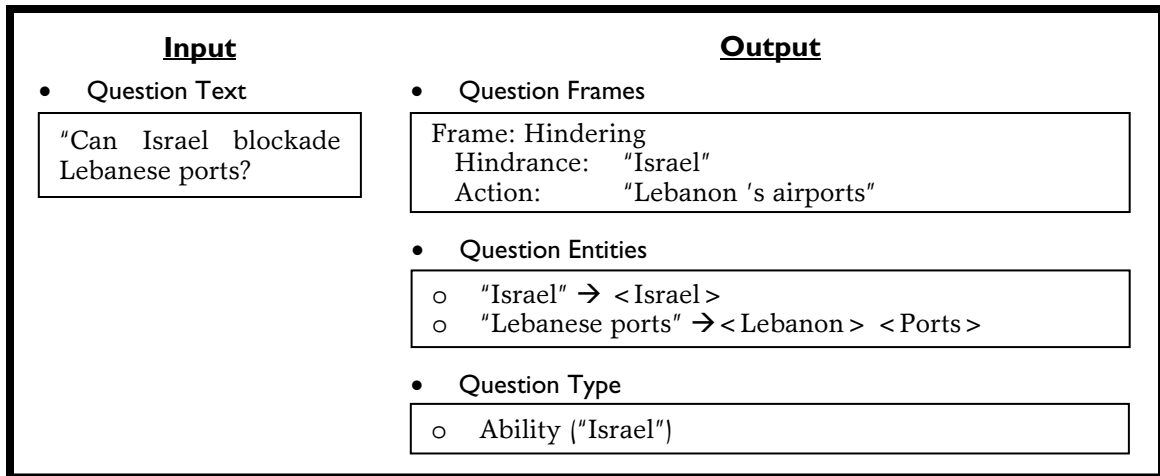 Input
• Question Text
"Can Israel blockade
Lebanese ports?
Output
• Question Frames
Frame: Hindering
Hindrance: "Israel"
Action: "Lebanon 's airports"
• Question Entities
o "Israel" → <Israel>
o "Lebanese ports" → <Lebanon> <Ports>
• Question Type
o Ability ("Israel")